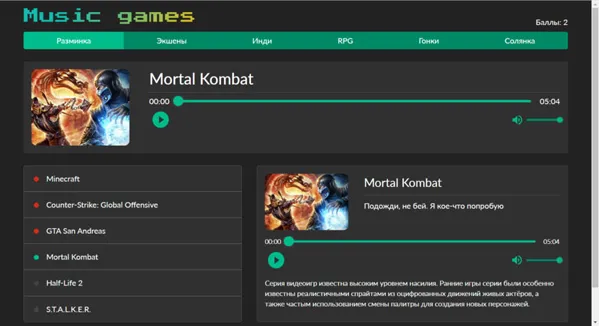 Music games
Баллы: 2
Разминка Экшены Инди RPG Гонки Солянка
Mortal Kombat
00:00 05:04
Minecraft
Counter-Strike: Global Offensive
GTA San Andreas
Mortal Kombat
Half-Life 2
S.T.A.L.K.E.R.
Mortal Kombat
Подожди, не бей. Я кое-что попробую
00:00 05:04
Серия видеоигр известна высоким уровнем насилия. Ранние игры серии были особенно
известны реалистичными спрайтами из оцифрованных движений живых актёров, а
также частым использованием смены палитры для создания новых персонажей.